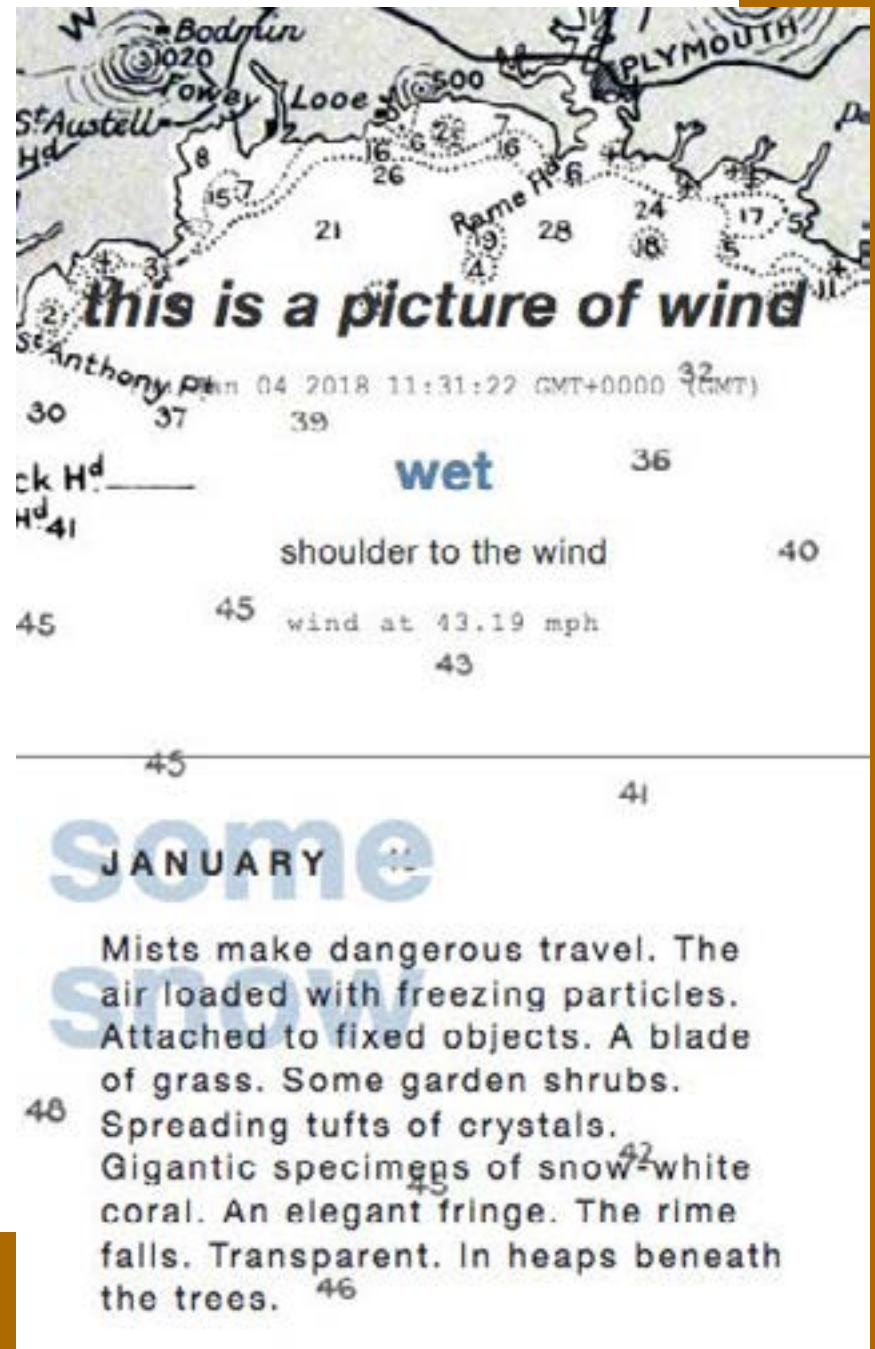 Bodmin
1020
Fowey
Looe
500
PLYMOUTH
St Austell
Hd
8
2
7
16
6
16
26
6
15
7
Rame Hd
24
17
5
21
9
28
18
5
4
3
2
11
this is a picture of wind
St Anthony Pt
Jan 04 2018 11:31:22 GMT+0000 (GMT)
32
30
37
39
wet
36
ck Hd
Hd 41
shoulder to the wind
40
45
45
wind at 43.19 mph
43
45
41
some
JANUARY
snow
Mists make dangerous travel. The
air loaded with freezing particles.
Attached to fixed objects. A blade
of grass. Some garden shrubs.
48
Spreading tufts of crystals.
42
Gigantic specimens of snow-white
45
coral. An elegant fringe. The rime
falls. Transparent. In heaps beneath
the trees.
46